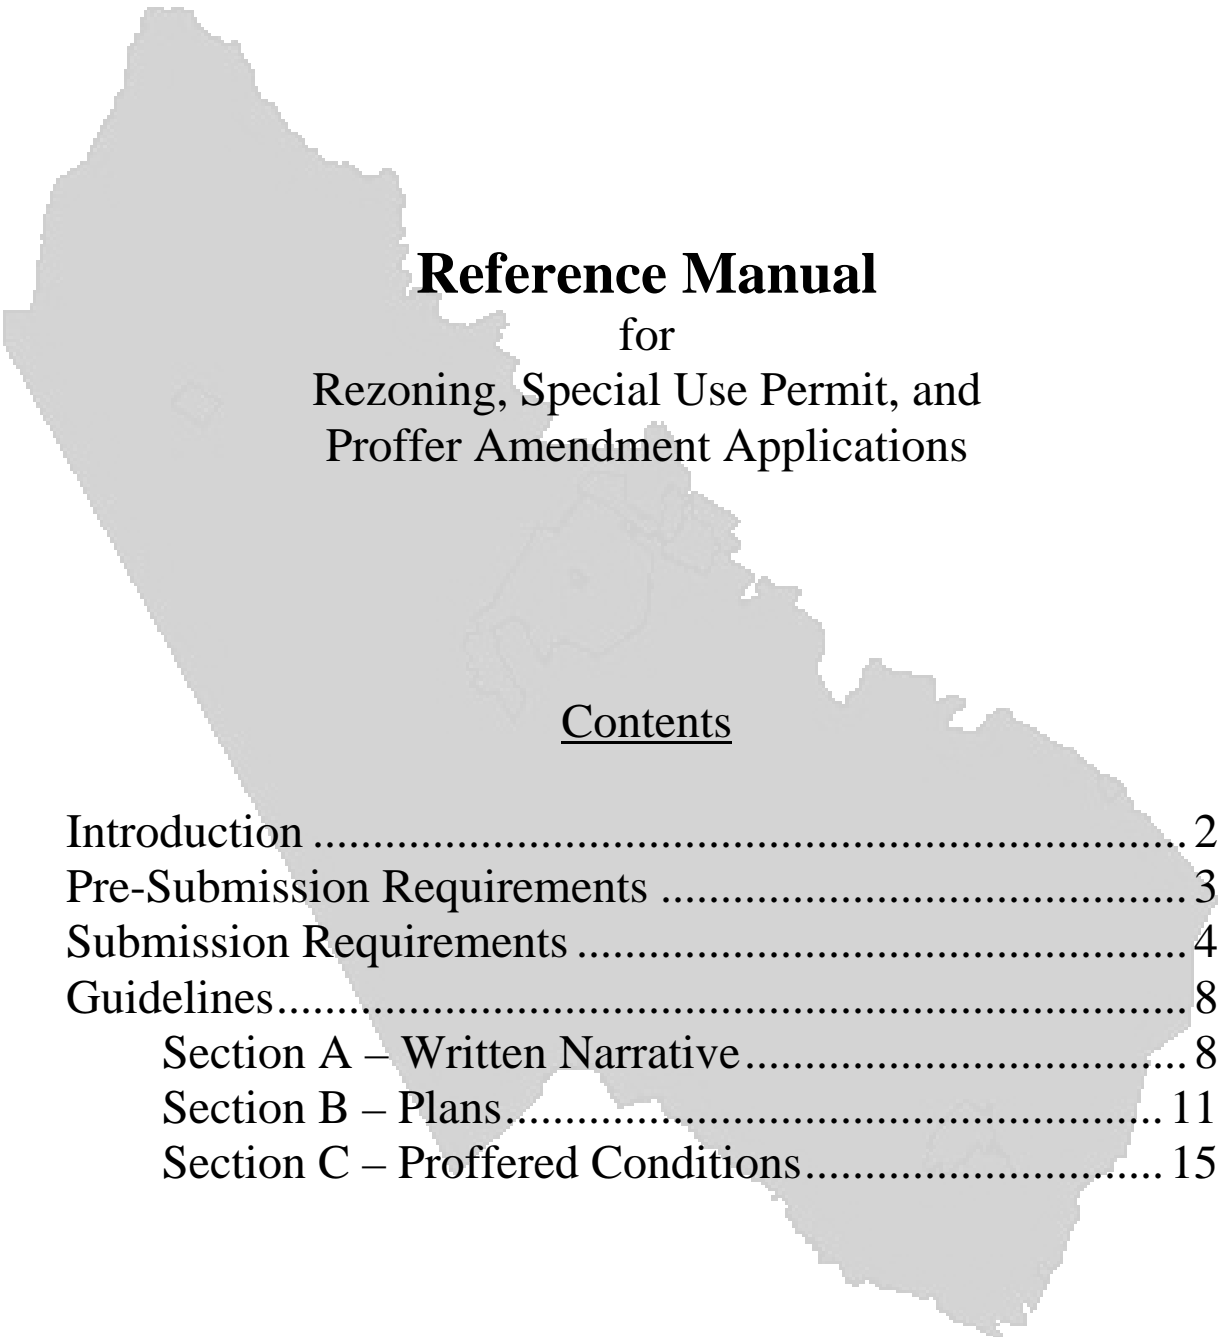 Reference Manual
for
Rezoning, Special Use Permit, and
Proffer Amendment Applications
Contents
Introduction ........................................................................... 2
Pre-Submission Requirements ............................................. 3
Submission Requirements .................................................... 4
Guidelines.............................................................................. 8
Section A – Written Narrative...................................... 8
Section B – Plans........................................................ 11
Section C – Proffered Conditions............................... 15